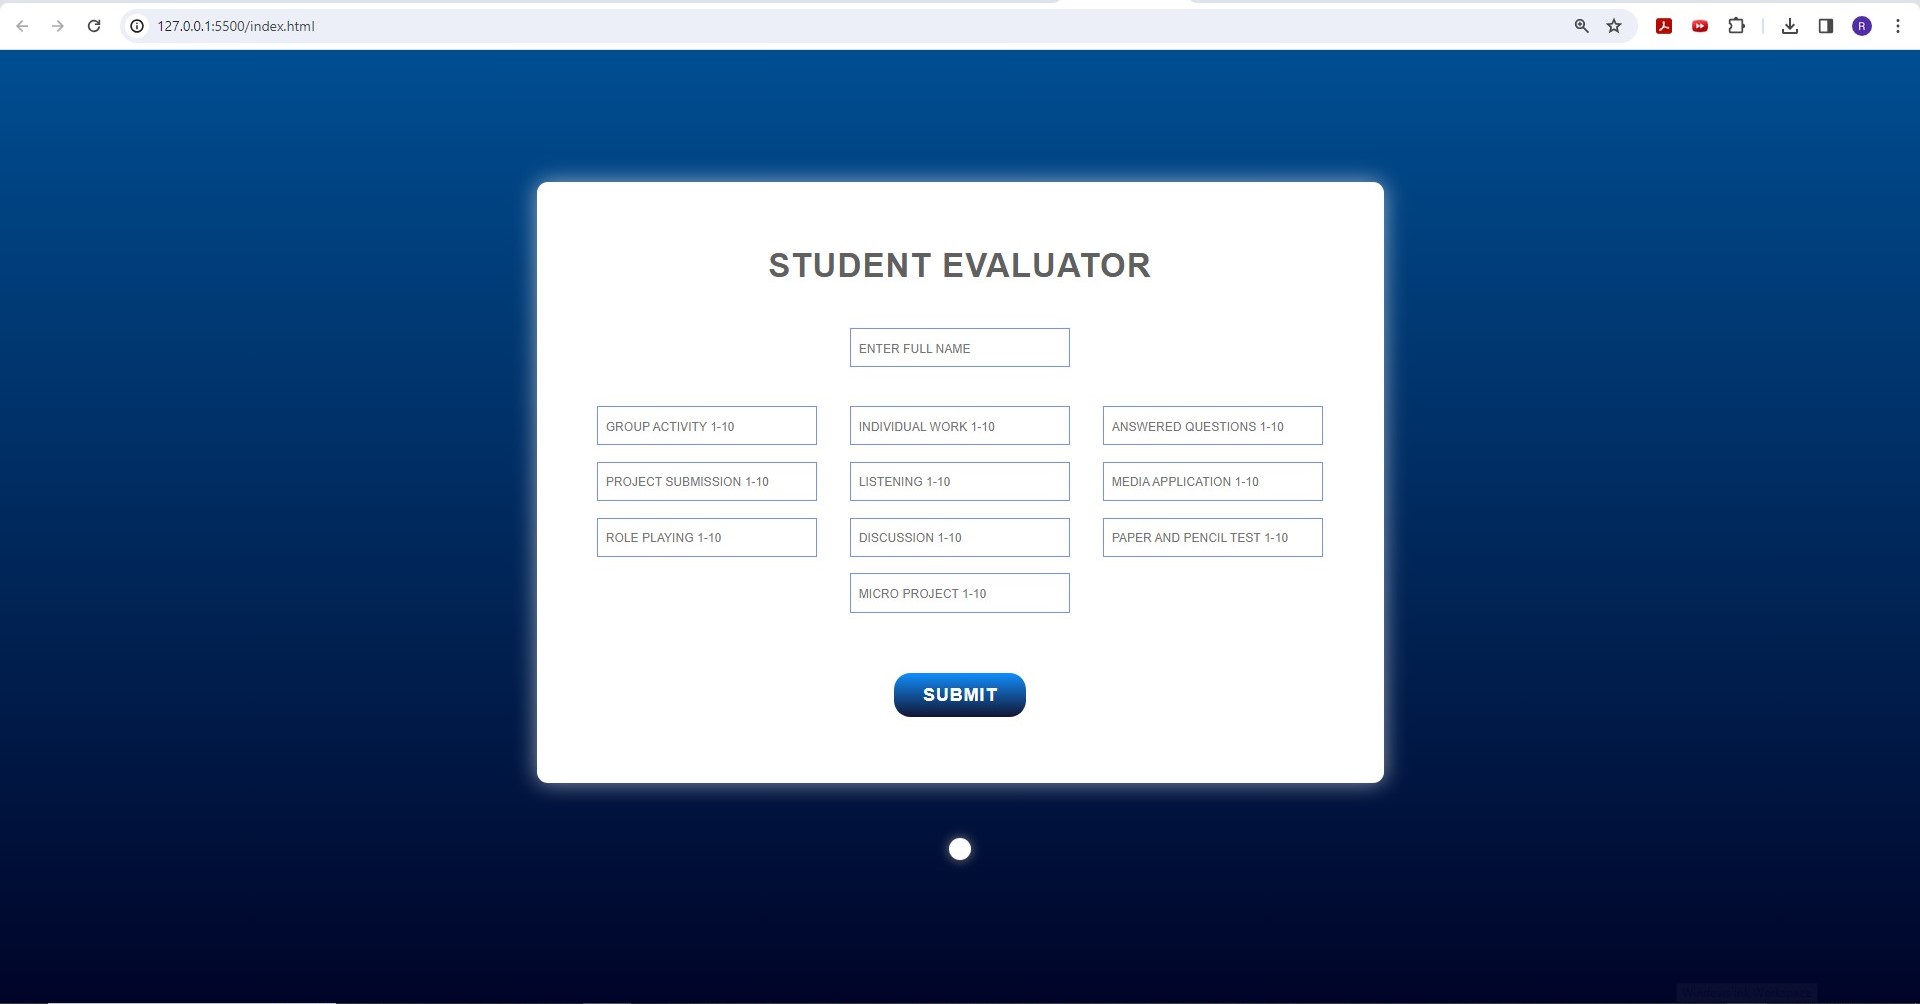 127.0.0.1:5500/index.html
R
STUDENT EVALUATOR
ENTER FULL NAME
GROUP ACTIVITY 1-10
INDIVIDUAL WORK 1-10
ANSWERED QUESTIONS 1-10
PROJECT SUBMISSION 1-10
LISTENING 1-10
MEDIA APPLICATION 1-10
ROLE PLAYING 1-10
DISCUSSION 1-10
PAPER AND PENCIL TEST 1-10
MICRO PROJECT 1-10
SUBMIT